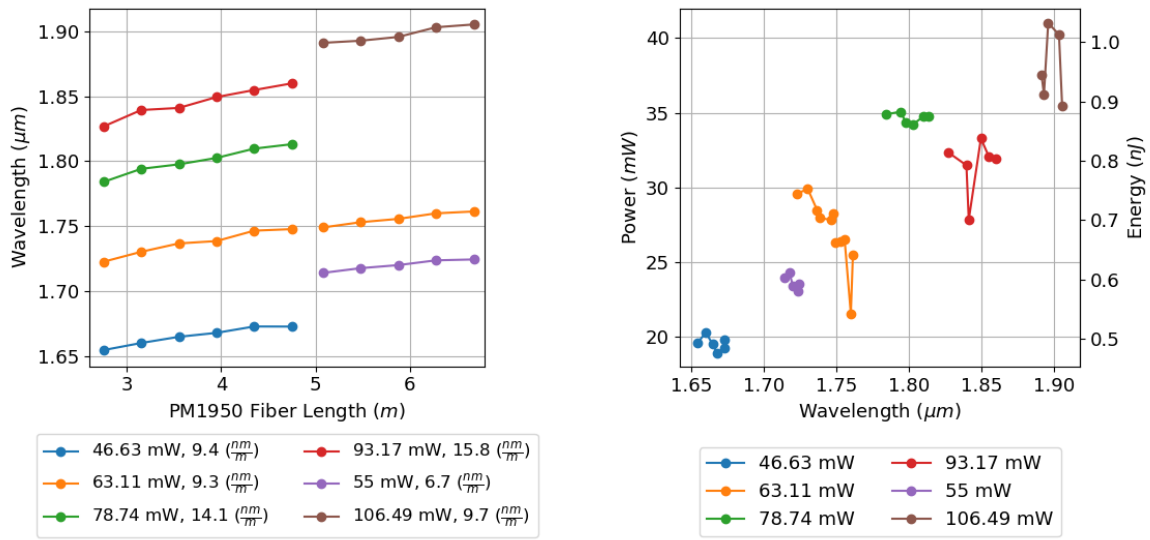 1.90
1.85
1.80
1.75
1.70
1.65
Wavelength (μm)
3 4 5 6
PM1950 Fiber Length (m)
46.63 mW, 9.4 (nm/m)
63.11 mW, 9.3 (nm/m)
78.74 mW, 14.1 (nm/m)
93.17 mW, 15.8 (nm/m)
55 mW, 6.7 (nm/m)
106.49 mW, 9.7 (nm/m)
40
35
30
25
20
Power (mW)
1.0
0.9
0.8
0.7
0.6
0.5
Energy (nJ)
1.65 1.70 1.75 1.80 1.85 1.90
Wavelength (μm)
46.63 mW
63.11 mW
78.74 mW
93.17 mW
55 mW
106.49 mW